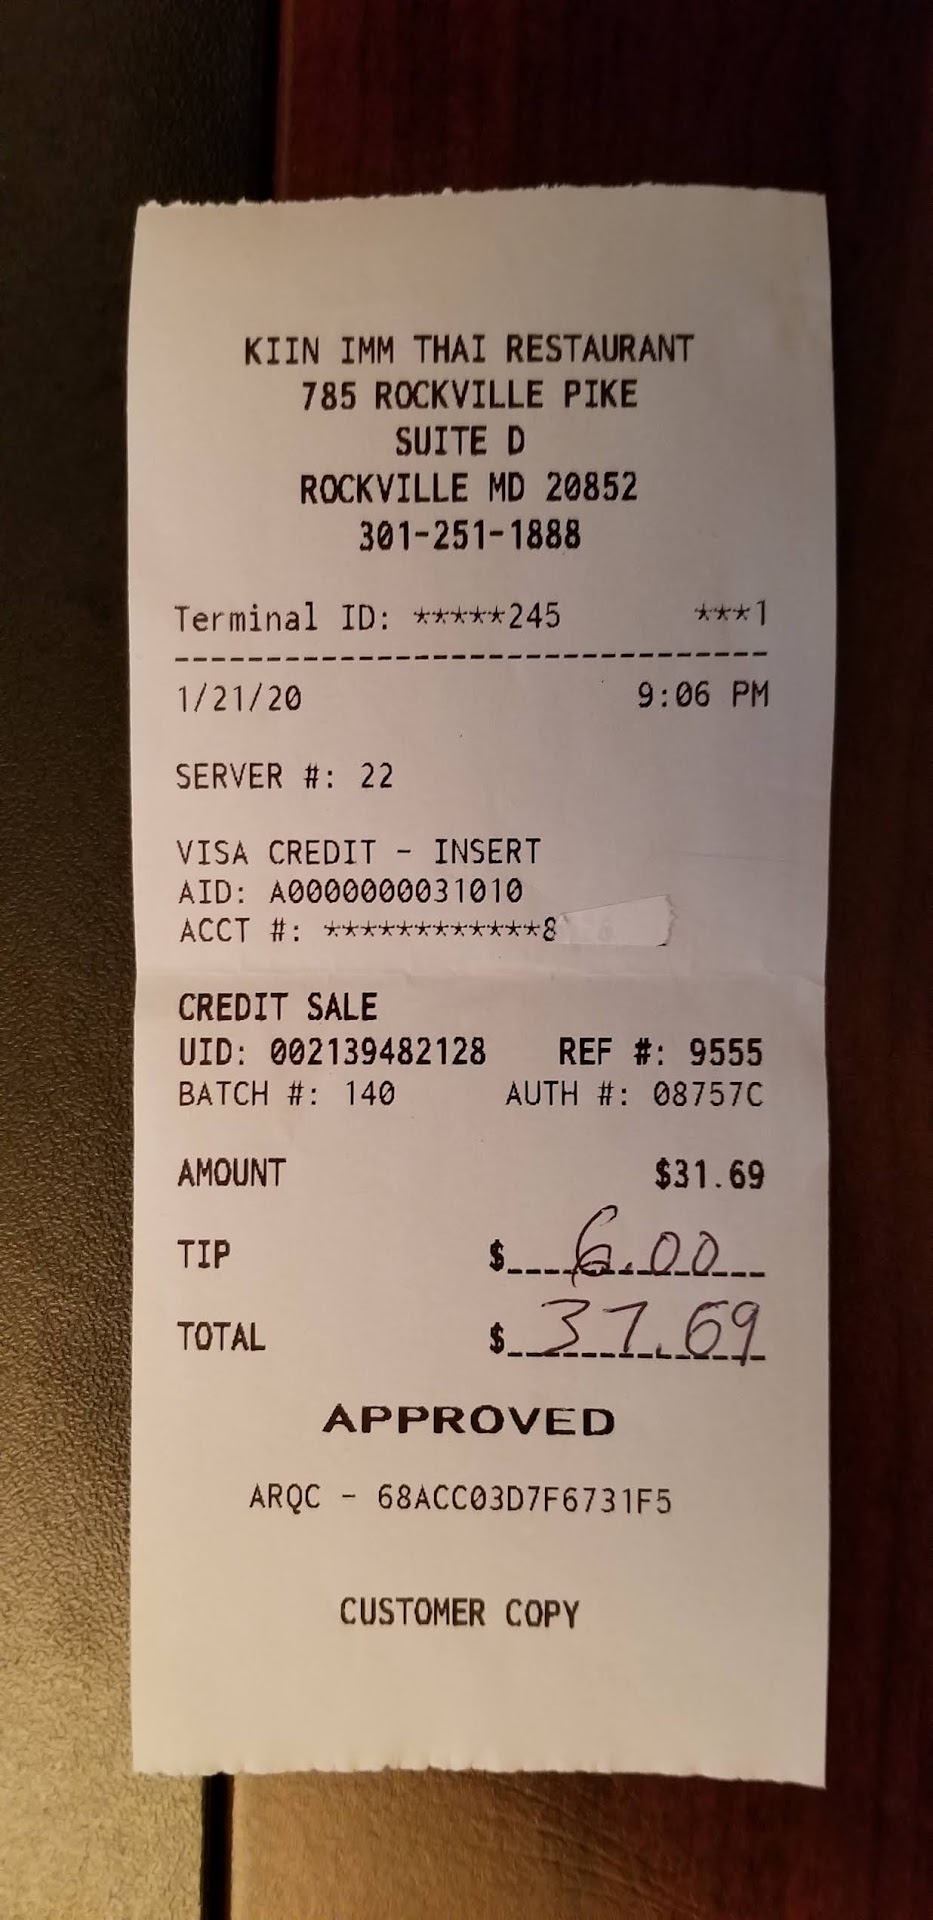 KIIN IMM THAI RESTAURANT
785 ROCKVILLE PIKE
SUITE D
ROCKVILLE MD 20852
301-251-1888
Terminal ID: *****245 ***1
--------------------------------
1/21/20 9:06 PM
SERVER #: 22
VISA CREDIT - INSERT
AID: A0000000031010
ACCT #: ************8
CREDIT SALE
UID: 002139482128 REF #: 9555
BATCH #: 140 AUTH #: 08757C
AMOUNT $31.69
TIP $ 6.00
TOTAL $ 37.69
APPROVED
ARQC - 68ACC03D7F6731F5
CUSTOMER COPY